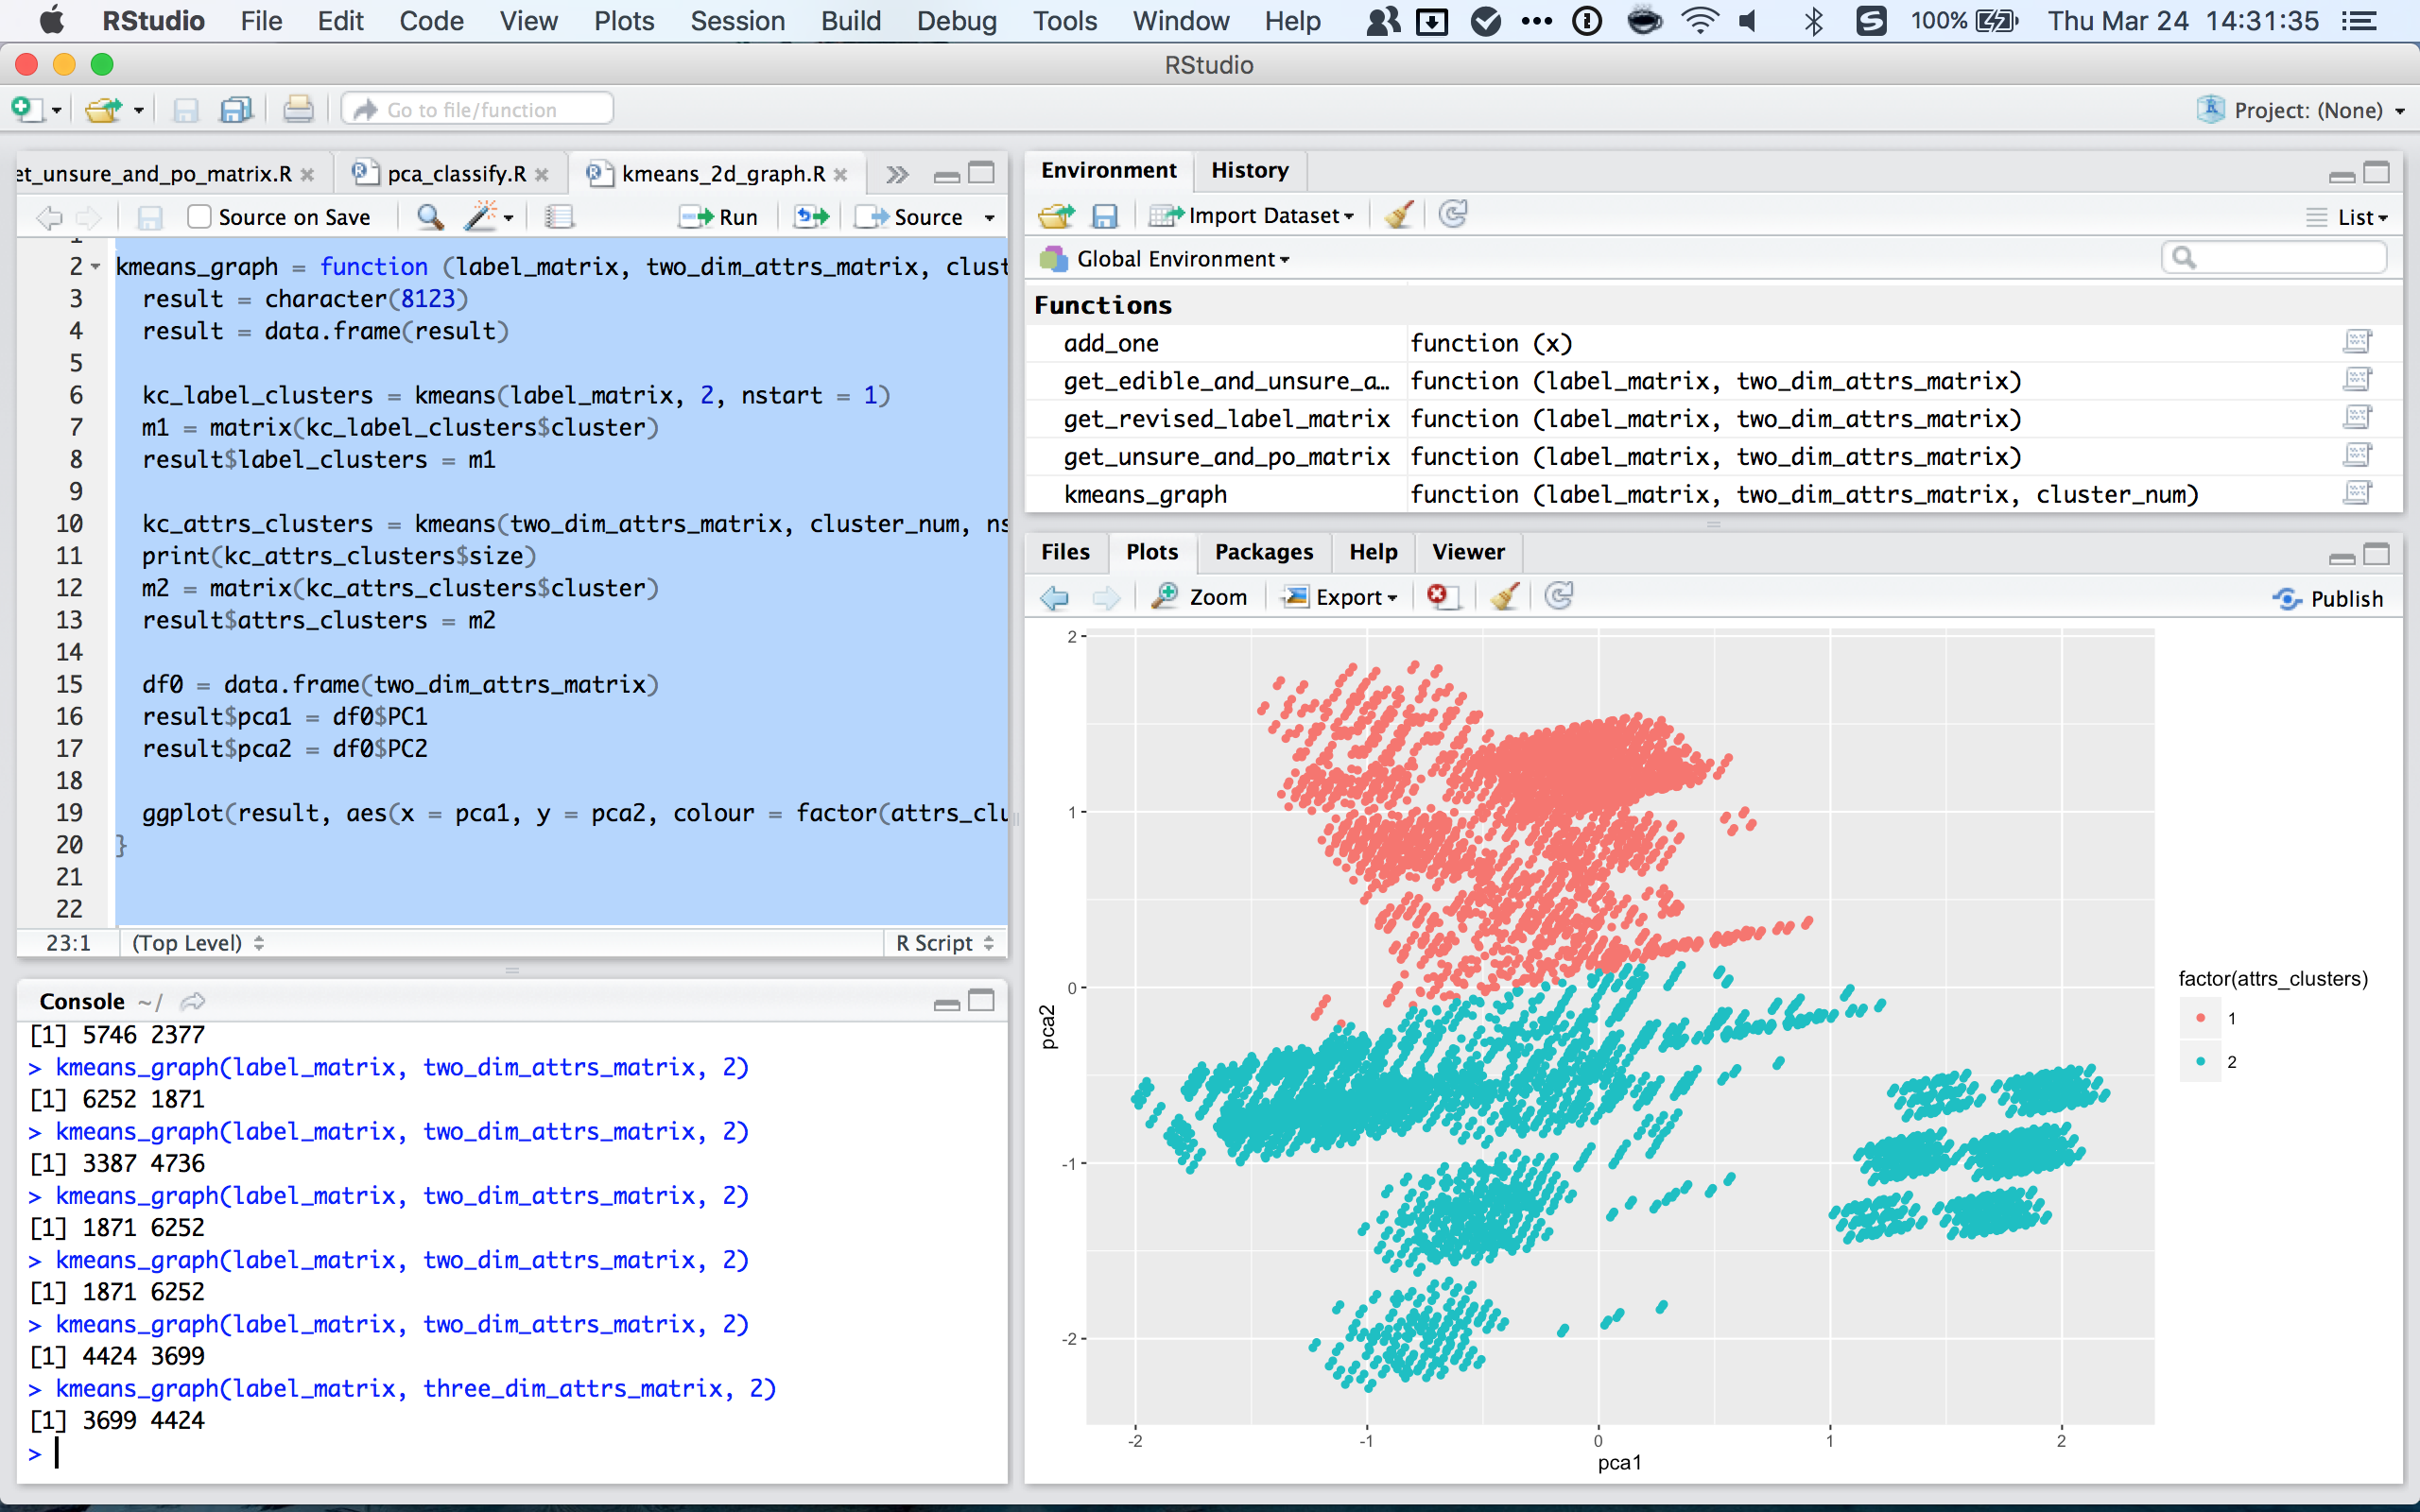 RStudio File Edit Code View Plots Session Build Debug Tools Window Help 100% Thu Mar 24 14:31:35
RStudio
Go to file/function
Project: (None)
et_unsure_and_po_matrix.R pca_classify.R kmeans_2d_graph.R
Source on Save Run Source
1
2 kmeans_graph = function (label_matrix, two_dim_attrs_matrix, clust
3 result = character(8123)
4 result = data.frame(result)
5
6 kc_label_clusters = kmeans(label_matrix, 2, nstart = 1)
7 m1 = matrix(kc_label_clusters$cluster)
8 result$label_clusters = m1
9
10 kc_attrs_clusters = kmeans(two_dim_attrs_matrix, cluster_num, ns
11 print(kc_attrs_clusters$size)
12 m2 = matrix(kc_attrs_clusters$cluster)
13 result$attrs_clusters = m2
14
15 df0 = data.frame(two_dim_attrs_matrix)
16 result$pca1 = df0$PC1
17 result$pca2 = df0$PC2
18
19 ggplot(result, aes(x = pca1, y = pca2, colour = factor(attrs_clu
20 }
21
22
23:1 (Top Level) R Script
Console ~/
[1] 5746 2377
> kmeans_graph(label_matrix, two_dim_attrs_matrix, 2)
[1] 6252 1871
> kmeans_graph(label_matrix, two_dim_attrs_matrix, 2)
[1] 3387 4736
> kmeans_graph(label_matrix, two_dim_attrs_matrix, 2)
[1] 1871 6252
> kmeans_graph(label_matrix, two_dim_attrs_matrix, 2)
[1] 1871 6252
> kmeans_graph(label_matrix, two_dim_attrs_matrix, 2)
[1] 4424 3699
> kmeans_graph(label_matrix, three_dim_attrs_matrix, 2)
[1] 3699 4424
>
Environment History
Import Dataset List
Global Environment
Functions
add_one function (x)
get_edible_and_unsure_a… function (label_matrix, two_dim_attrs_matrix)
get_revised_label_matrix function (label_matrix, two_dim_attrs_matrix)
get_unsure_and_po_matrix function (label_matrix, two_dim_attrs_matrix)
kmeans_graph function (label_matrix, two_dim_attrs_matrix, cluster_num)
Files Plots Packages Help Viewer
Zoom Export Publish
2
1
0
-1
-2
pca2
-2 -1 0 1 2
pca1
factor(attrs_clusters)
1
2